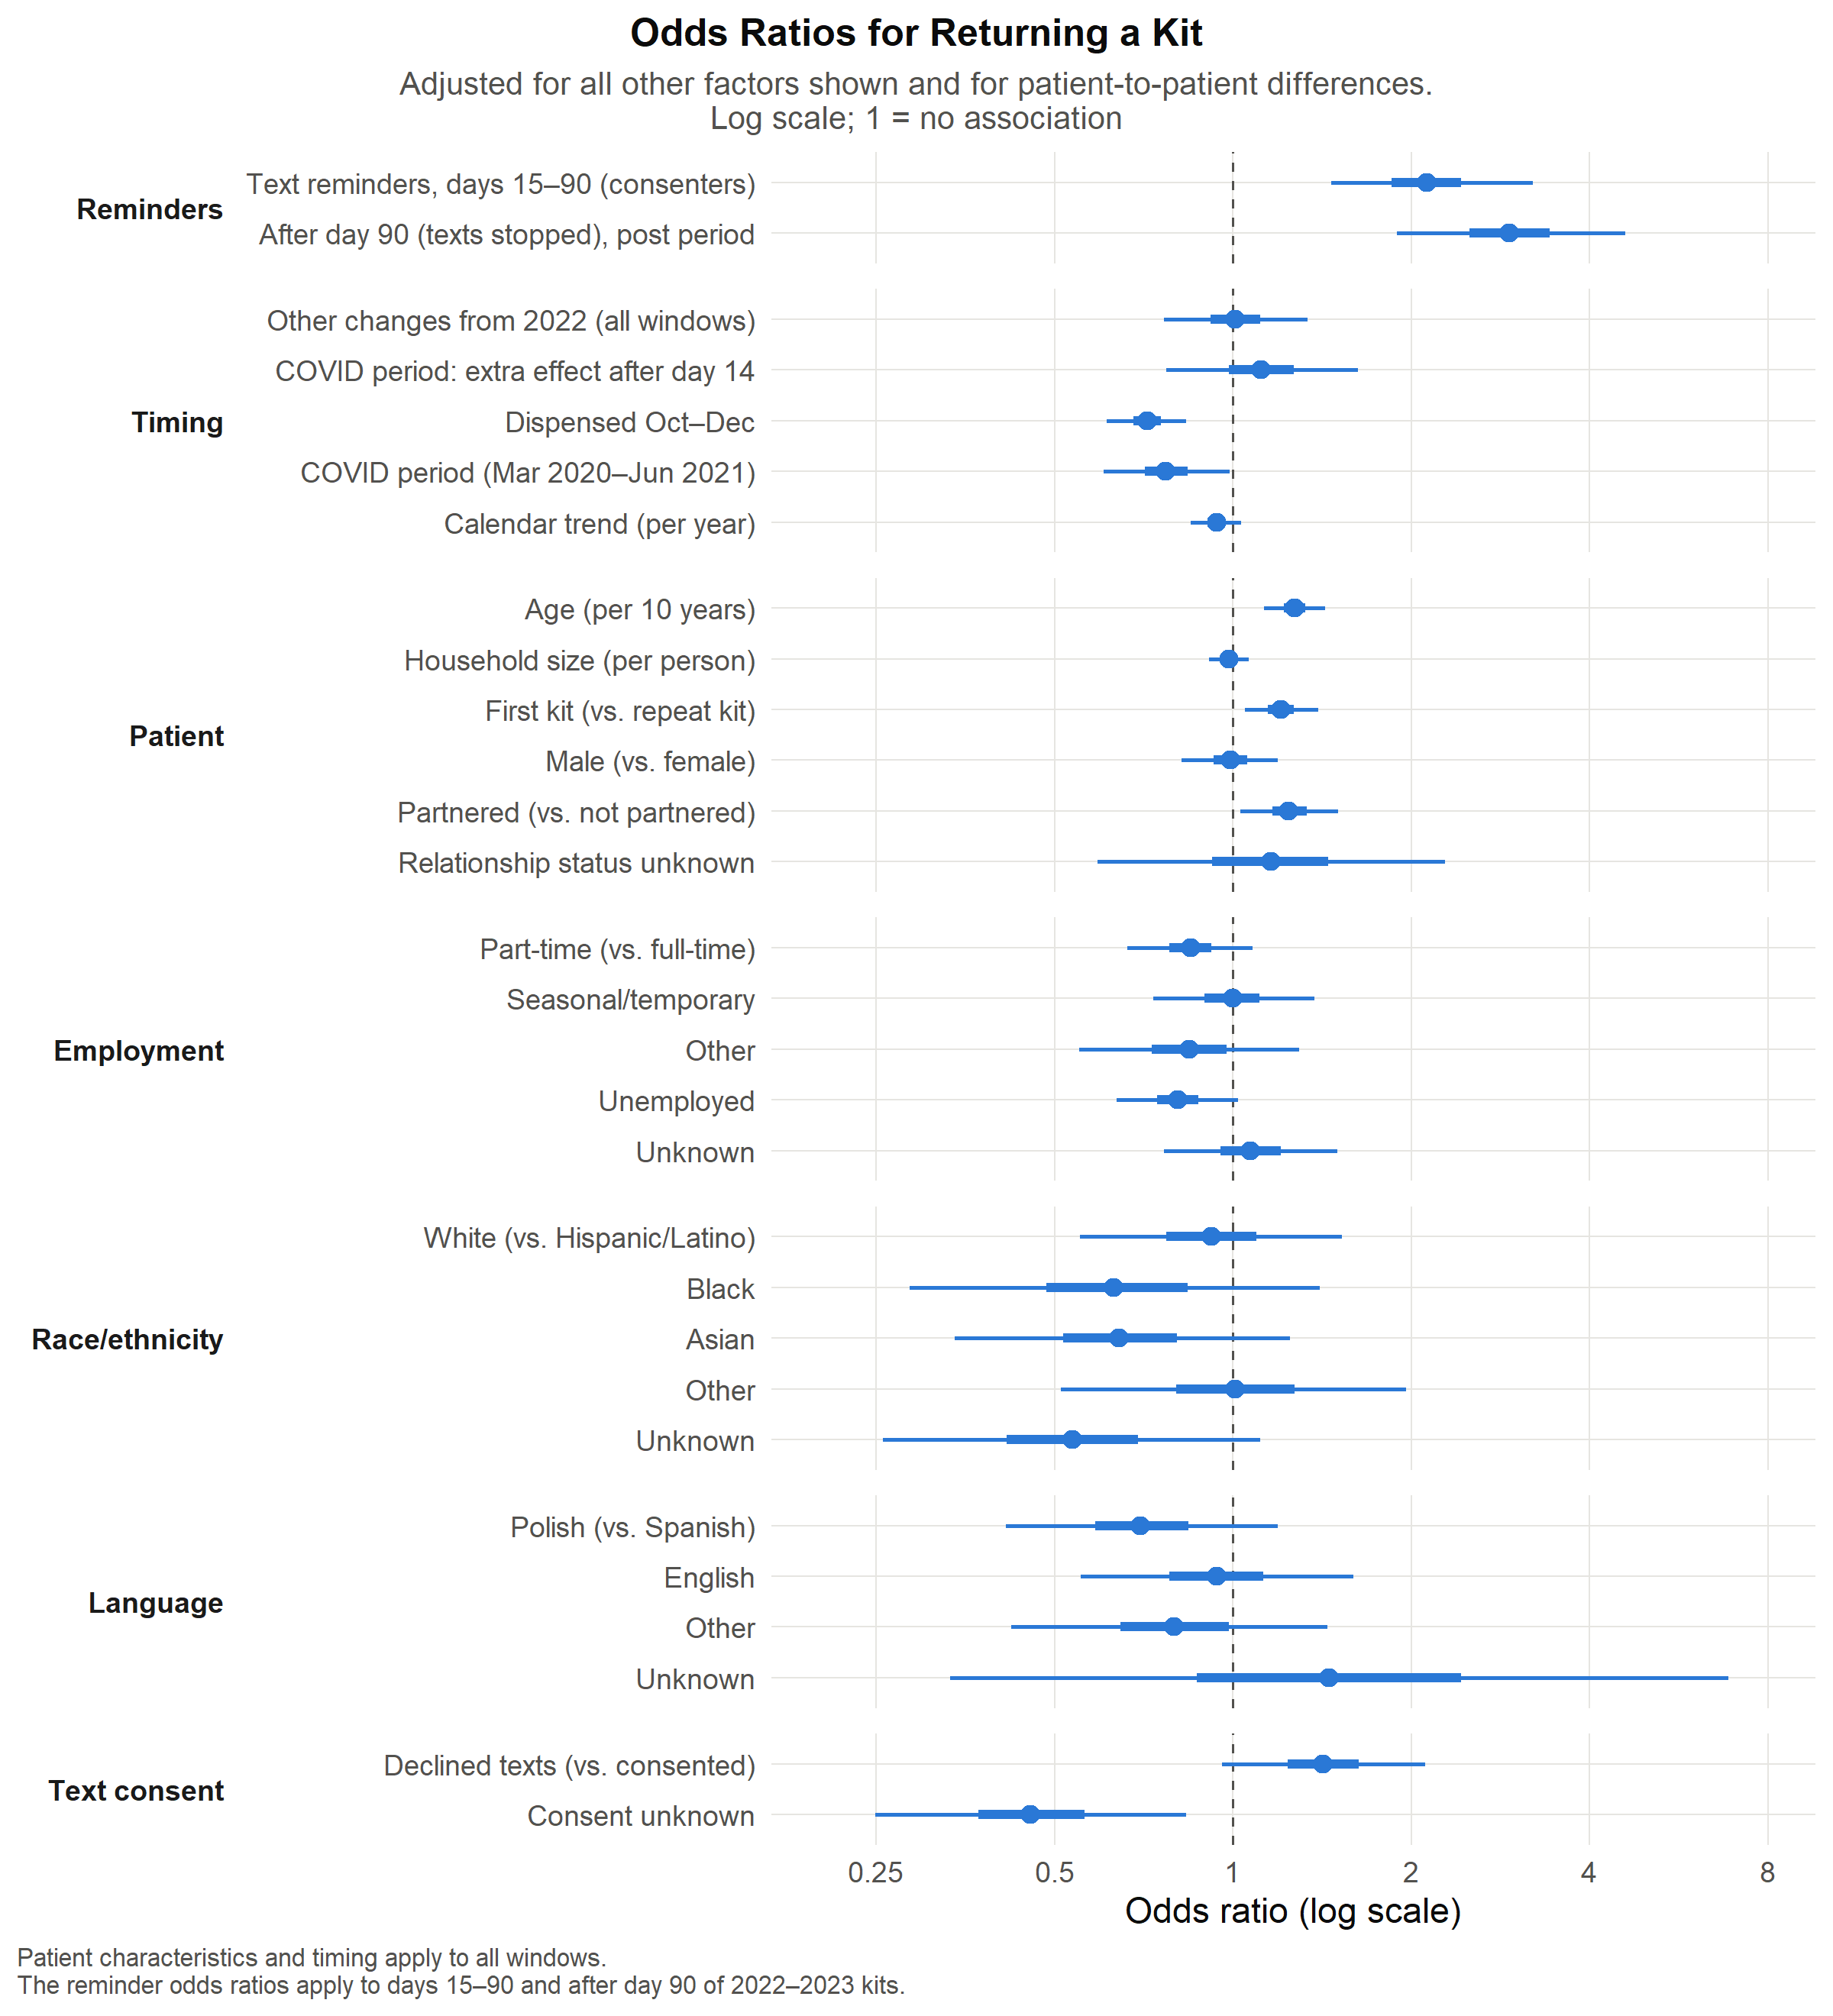 Odds Ratios for Returning a Kit
Adjusted for all other factors shown and for patient-to-patient differences.
Log scale; 1 = no association
Reminders
Text reminders, days 15–90 (consenters)
After day 90 (texts stopped), post period
Timing
Other changes from 2022 (all windows)
COVID period: extra effect after day 14
Dispensed Oct–Dec
COVID period (Mar 2020–Jun 2021)
Calendar trend (per year)
Patient
Age (per 10 years)
Household size (per person)
First kit (vs. repeat kit)
Male (vs. female)
Partnered (vs. not partnered)
Relationship status unknown
Employment
Part-time (vs. full-time)
Seasonal/temporary
Other
Unemployed
Unknown
Race/ethnicity
White (vs. Hispanic/Latino)
Black
Asian
Other
Unknown
Language
Polish (vs. Spanish)
English
Other
Unknown
Text consent
Declined texts (vs. consented)
Consent unknown
0.25 0.5 1 2 4 8
Odds ratio (log scale)
Patient characteristics and timing apply to all windows.
The reminder odds ratios apply to days 15–90 and after day 90 of 2022–2023 kits.